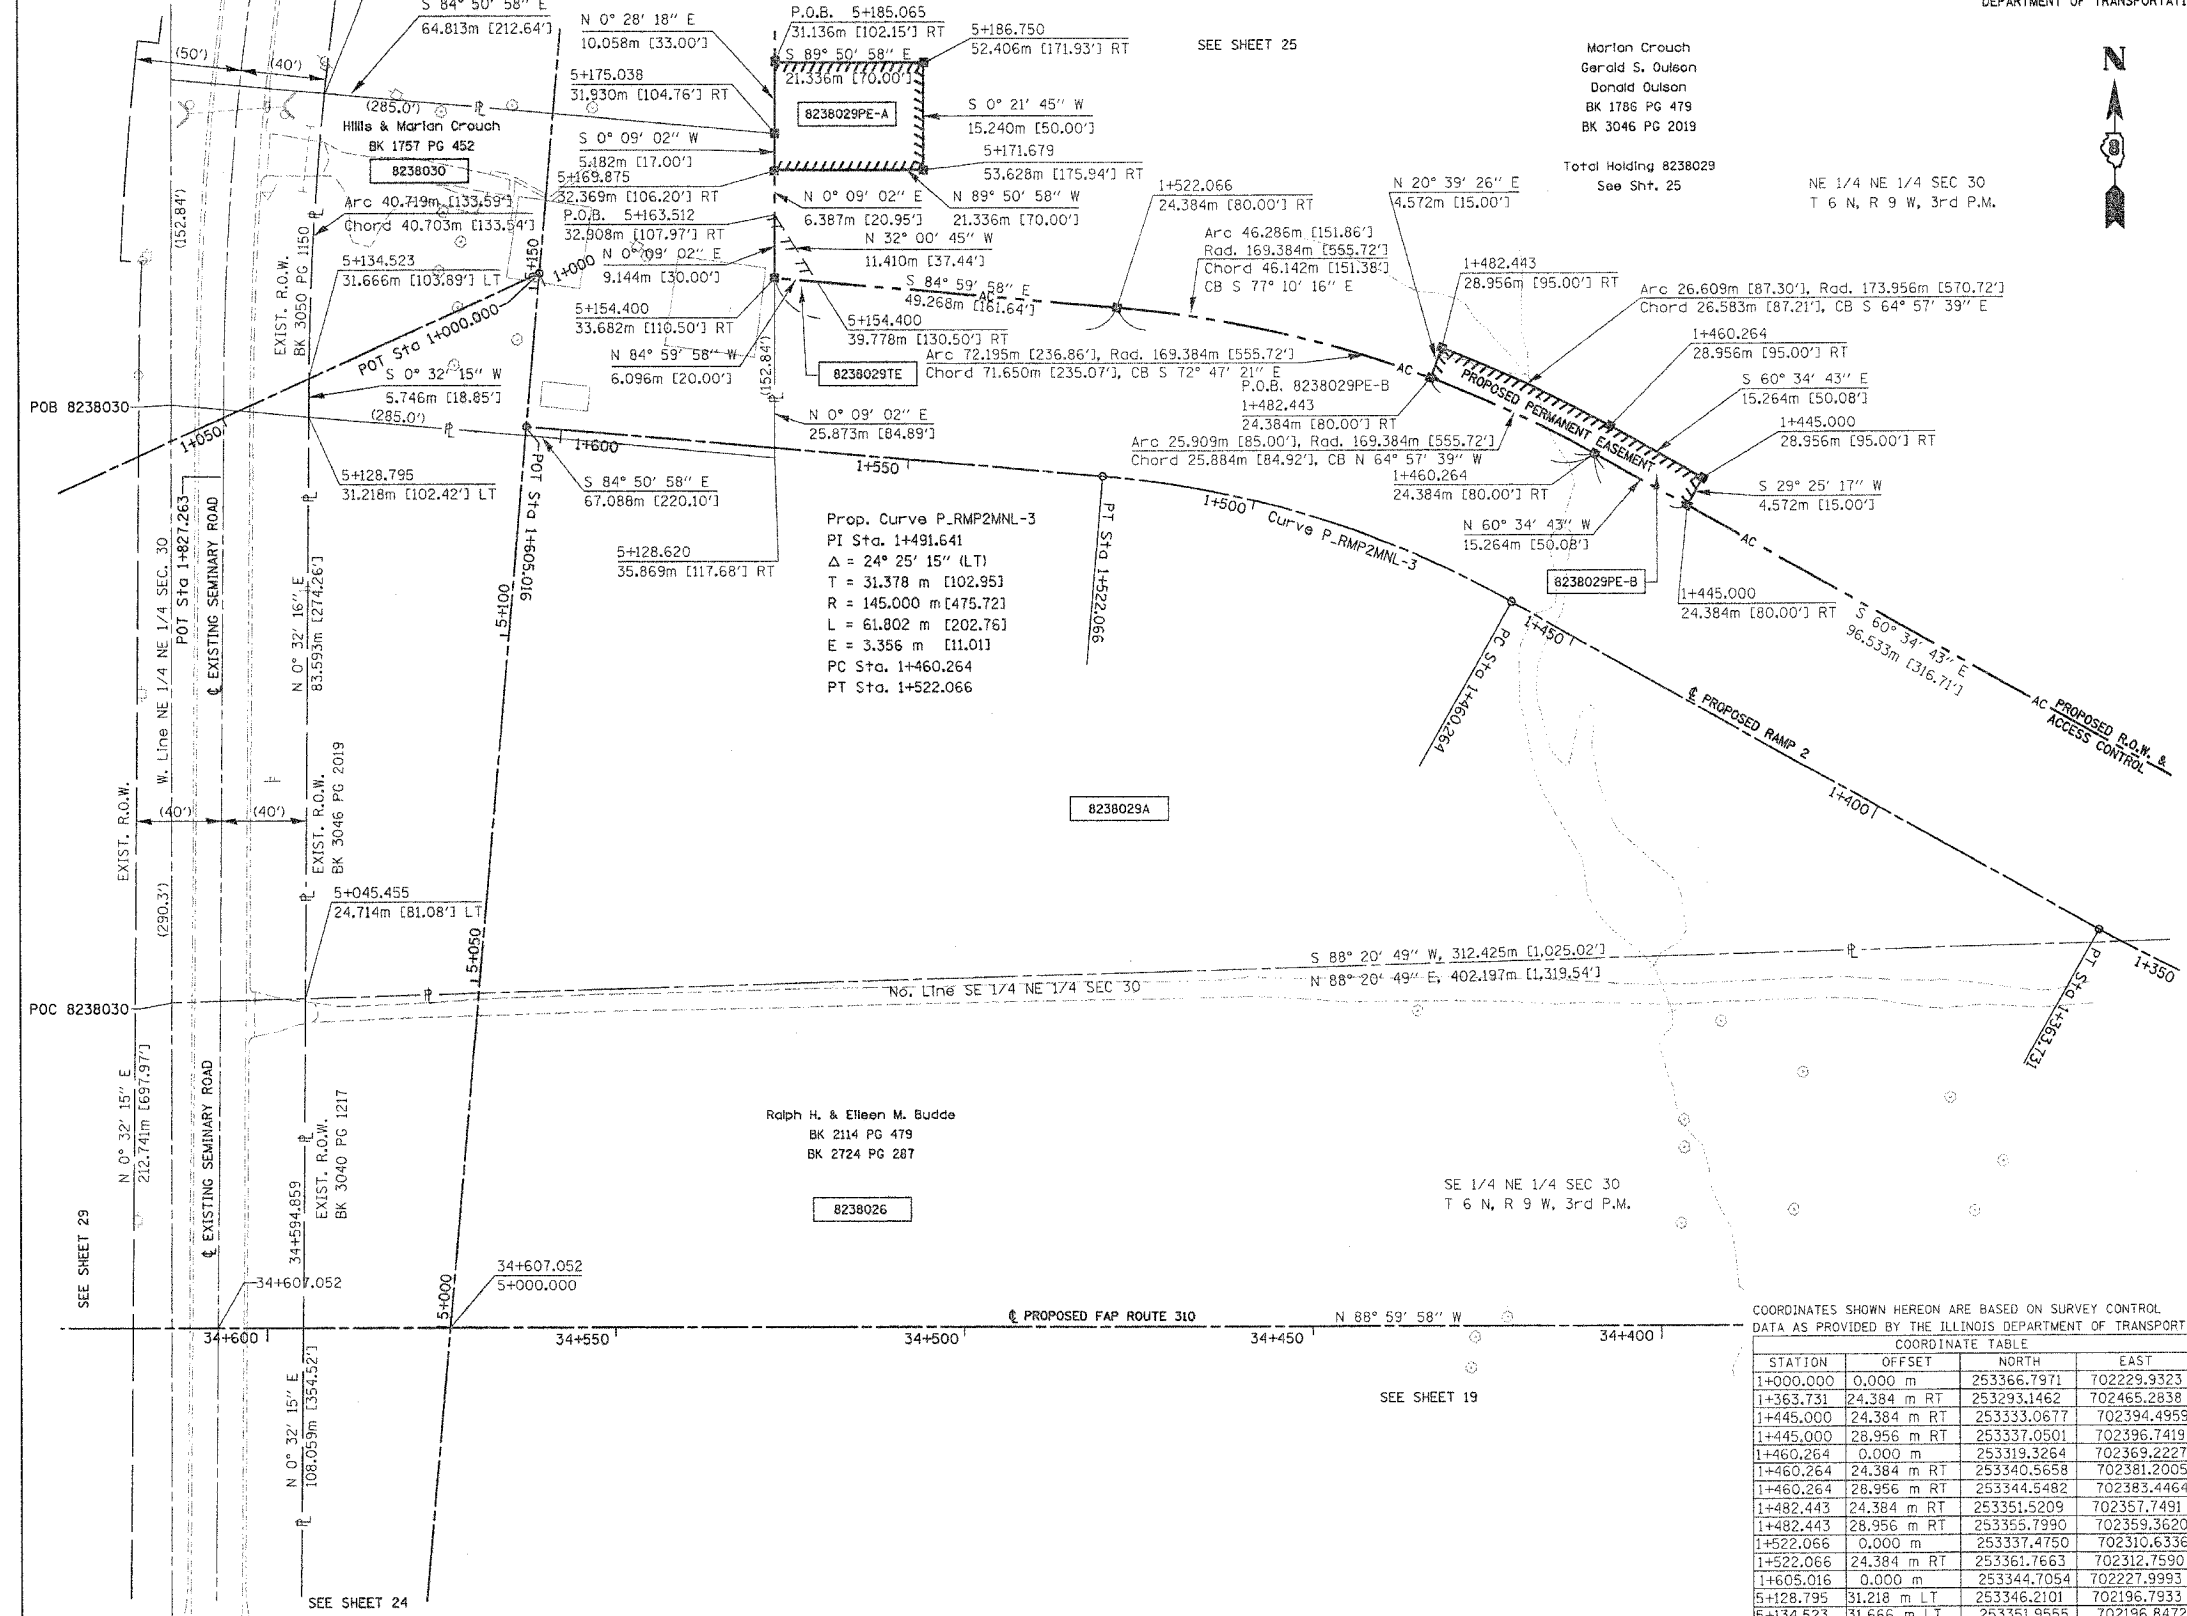 DEPARTMENT OF
S 84° 50' 58" E
64.813m [212.64']
N 0° 28' 18" E
10.058m [33.00']
P.O.B. 5+185.065
31.136m [102.15'] RT
5+186.750
52.406m [171.93'] RT
SEE SHEET 25
Marian Crouch
Gerald S. Oulson
Donald Oulson
BK 1786 PG 479
BK 3046 PG 2019
Total Holding 8238029
See Sht. 25
N
8
NE 1/4 NE 1/4 SEC 30
T 6 N, R 9 W, 3rd P.M.
(50')
(40')
S 89° 50' 58" E
21.336m [70.00']
5+175.038
31.930m [104.76'] RT
8238029PE-A
S 0° 21' 45" W
15.240m [50.00']
(285.0')
Hillis & Marian Crouch
BK 1757 PG 452
8238030
S 0° 09' 02" W
5.182m [17.00']
5+171.679
53.628m [175.94'] RT
5+169.875
32.369m [106.20'] RT
N 0° 09' 02" E
6.387m [20.95']
N 89° 50' 58" W
21.336m [70.00']
1+522.066
24.384m [80.00'] RT
N 20° 39' 26" E
4.572m [15.00']
Arc 40.719m [133.59']
Chord 40.703m [133.54']
P.O.B. 5+163.512
32.908m [107.97'] RT
N 32° 00' 45" W
11.410m [37.44']
N 0° 09' 02" E
9.144m [30.00']
Arc 46.286m [151.86']
Rad. 169.384m [555.72']
Chord 46.142m [151.38']
CB S 77° 10' 16" E
1+482.443
28.956m [95.00'] RT
Arc 26.609m [87.30'], Rad. 173.956m [570.72']
Chord 26.583m [87.21'], CB S 64° 57' 39" E
(152.84')
EXIST. R.O.W.
BK 3050 PG 1150
5+150
1+000
5+134.523
31.666m [103.89'] LT
S 84° 59' 58" E
49.268m [161.64']
AC
5+154.400
33.682m [110.50'] RT
5+154.400
39.778m [130.50'] RT
1+460.264
28.956m [95.00'] RT
POT Sta 1+000.000
N 84° 59' 58" W
6.096m [20.00']
8238029TE
Arc 72.195m [236.86'], Rad. 169.384m [555.72']
Chord 71.650m [235.07'], CB S 72° 47' 21" E
AC
PROPOSED PERMANENT EASEMENT
S 60° 34' 43" E
15.264m [50.08']
S 0° 32' 15" W
5.746m [18.85']
P.O.B. 8238029PE-B
1+482.443
24.384m [80.00'] RT
(152.84')
POB 8238030
(285.0')
N 0° 09' 02" E
25.873m [84.89']
1+445.000
28.956m [95.00'] RT
1+050
1+600
1+550
Arc 25.909m [85.00'], Rad. 169.384m [555.72']
Chord 25.884m [84.92'], CB N 64° 57' 39" W
5+128.795
31.218m [102.42'] LT
S 84° 50' 58" E
67.088m [220.10']
1+460.264
24.384m [80.00'] RT
S 29° 25' 17" W
4.572m [15.00']
POT Sta 1+605.016
1+500
Curve P_RMP2MNL-3
N 60° 34' 43" W
15.264m [50.08']
AC
Prop. Curve P_RMP2MNL-3
PI Sta. 1+491.641
Δ = 24° 25' 15" (LT)
T = 31.378 m [102.95]
R = 145.000 m [475.72]
L = 61.802 m [202.76]
E = 3.356 m [11.01]
PC Sta. 1+460.264
PT Sta. 1+522.066
5+128.620
35.869m [117.68'] RT
PT Sta 1+522.066
8238029PE-B
1+445.000
24.384m [80.00'] RT
POT Sta 1+827.263
W. Line NE 1/4 NE 1/4 SEC. 30
℄ EXISTING SEMINARY ROAD
N 0° 32' 16" E
83.593m [274.26']
5+100
PC Sta 1+460.264
1+450
S 60° 34' 43" E
96.533m [316.71']
℄ PROPOSED RAMP 2
AC
PROPOSED R.O.W. &
ACCESS CONTROL
EXIST. R.O.W.
(40')
(40')
EXIST. R.O.W.
BK 3046 PG 2019
8238029A
1+400
(290.3')
5+045.455
24.714m [81.08'] LT
5+050
S 88° 20' 49" W, 312.425m [1,025.02']
N 88° 20' 49" E, 402.197m [1,319.54']
No. Line SE 1/4 NE 1/4 SEC 30
PT Sta 1+363.731
1+350
POC 8238030
N 0° 32' 15" E
212.741m [697.97']
℄ EXISTING SEMINARY ROAD
EXIST. R.O.W.
BK 3040 PG 1217
Ralph H. & Eileen M. Budde
BK 2114 PG 479
BK 2724 PG 287
8238026
SE 1/4 NE 1/4 SEC 30
T 6 N, R 9 W, 3rd P.M.
SEE SHEET 29
34+594.859
34+607.052
34+607.052
5+000.000
5+000
℄ PROPOSED FAP ROUTE 310
N 88° 59' 58" W
34+600
34+550
34+500
34+450
34+400
N 0° 32' 15" E
108.059m [354.52']
SEE SHEET 19
SEE SHEET 24
COORDINATES SHOWN HEREON ARE BASED ON SURVEY CONTROL
DATA AS PROVIDED BY THE ILLINOIS DEPARTMENT OF
COORDINATE TABLE
STATION OFFSET NORTH EAST
1+000.000 0.000 m 253366.7971 702229.9323
1+363.731 24.384 m RT 253293.1462 702465.2838
1+445.000 24.384 m RT 253333.0677 702394.4959
1+445.000 28.956 m RT 253337.0501 702396.7419
1+460.264 0.000 m 253319.3264 702369.2227
1+460.264 24.384 m RT 253340.5658 702381.2005
1+460.264 28.956 m RT 253344.5482 702383.4464
1+482.443 24.384 m RT 253351.5209 702357.7491
1+482.443 28.956 m RT 253355.7990 702359.3620
1+522.066 0.000 m 253337.4750 702310.6336
1+522.066 24.384 m RT 253361.7663 702312.7590
1+605.016 0.000 m 253344.7054 702227.9993
5+128.795 31.218 m LT 253346.2101 702196.7933
5+134.523 31.666 m LT 253351.9555 702196.8472